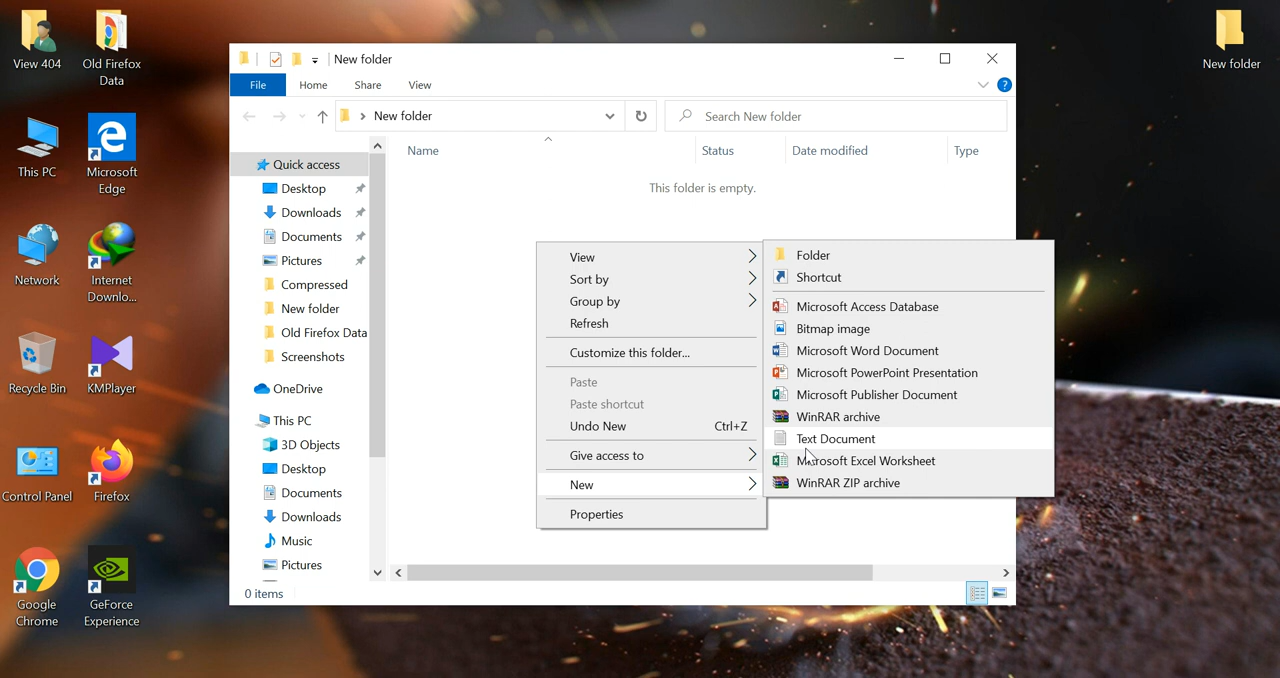 View 404
Old Firefox
Data
This PC
Microsoft
Edge
Network
Internet
Downlo...
Recycle Bin
KMPlayer
Control Panel
Firefox
Google
Chrome
GeForce
Experience
New folder
New folder
File
Home
Share
View
New folder
Search New folder
Quick access
Desktop
Downloads
Documents
Pictures
Compressed
New folder
Old Firefox Data
Screenshots
OneDrive
This PC
3D Objects
Desktop
Documents
Downloads
Music
Pictures
Name
Status
Date modified
Type
This folder is empty.
View
Sort by
Group by
Refresh
Customize this folder...
Paste
Paste shortcut
Undo New Ctrl+Z
Give access to
New
Properties
Folder
Shortcut
Microsoft Access Database
Bitmap image
Microsoft Word Document
Microsoft PowerPoint Presentation
Microsoft Publisher Document
WinRAR archive
Text Document
Microsoft Excel Worksheet
WinRAR ZIP archive
0 items